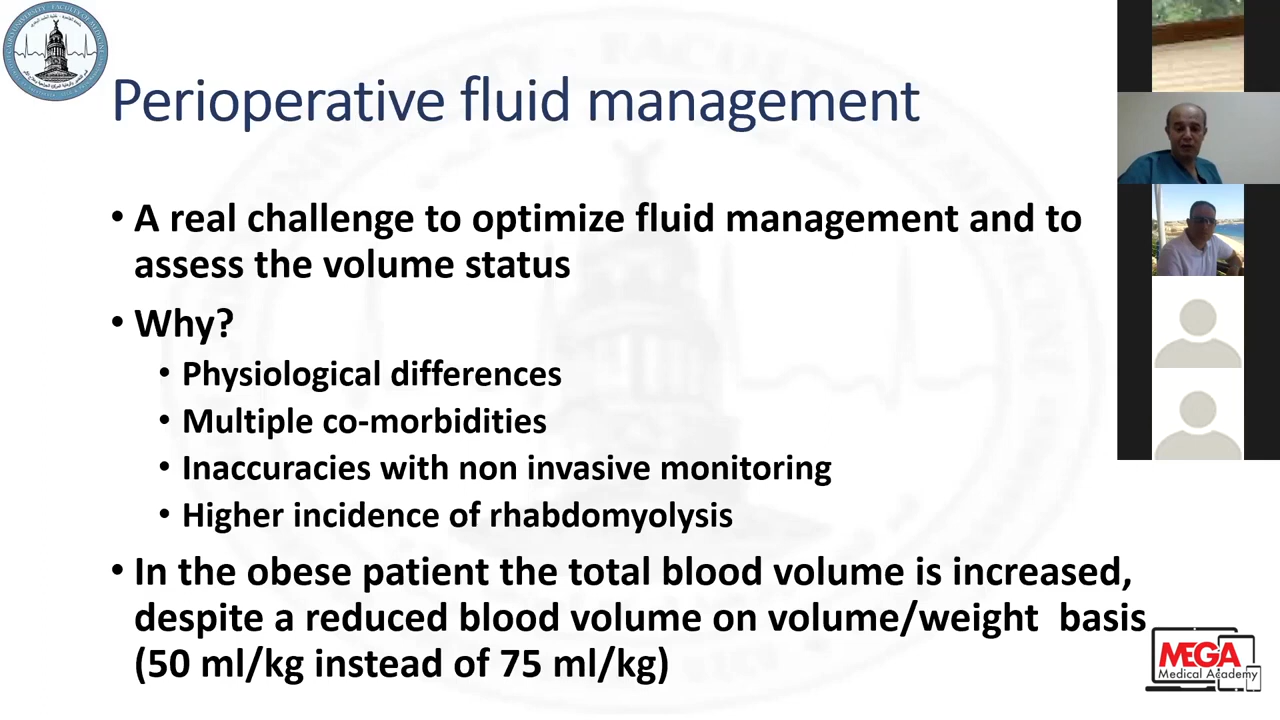 Perioperative fluid management
• A real challenge to optimize fluid management and to
assess the volume status
• Why?
• Physiological differences
• Multiple co-morbidities
• Inaccuracies with non invasive monitoring
• Higher incidence of rhabdomyolysis
• In the obese patient the total blood volume is increased,
despite a reduced blood volume on volume/weight basis
(50 ml/kg instead of 75 ml/kg)
MEGA
Medical Academy